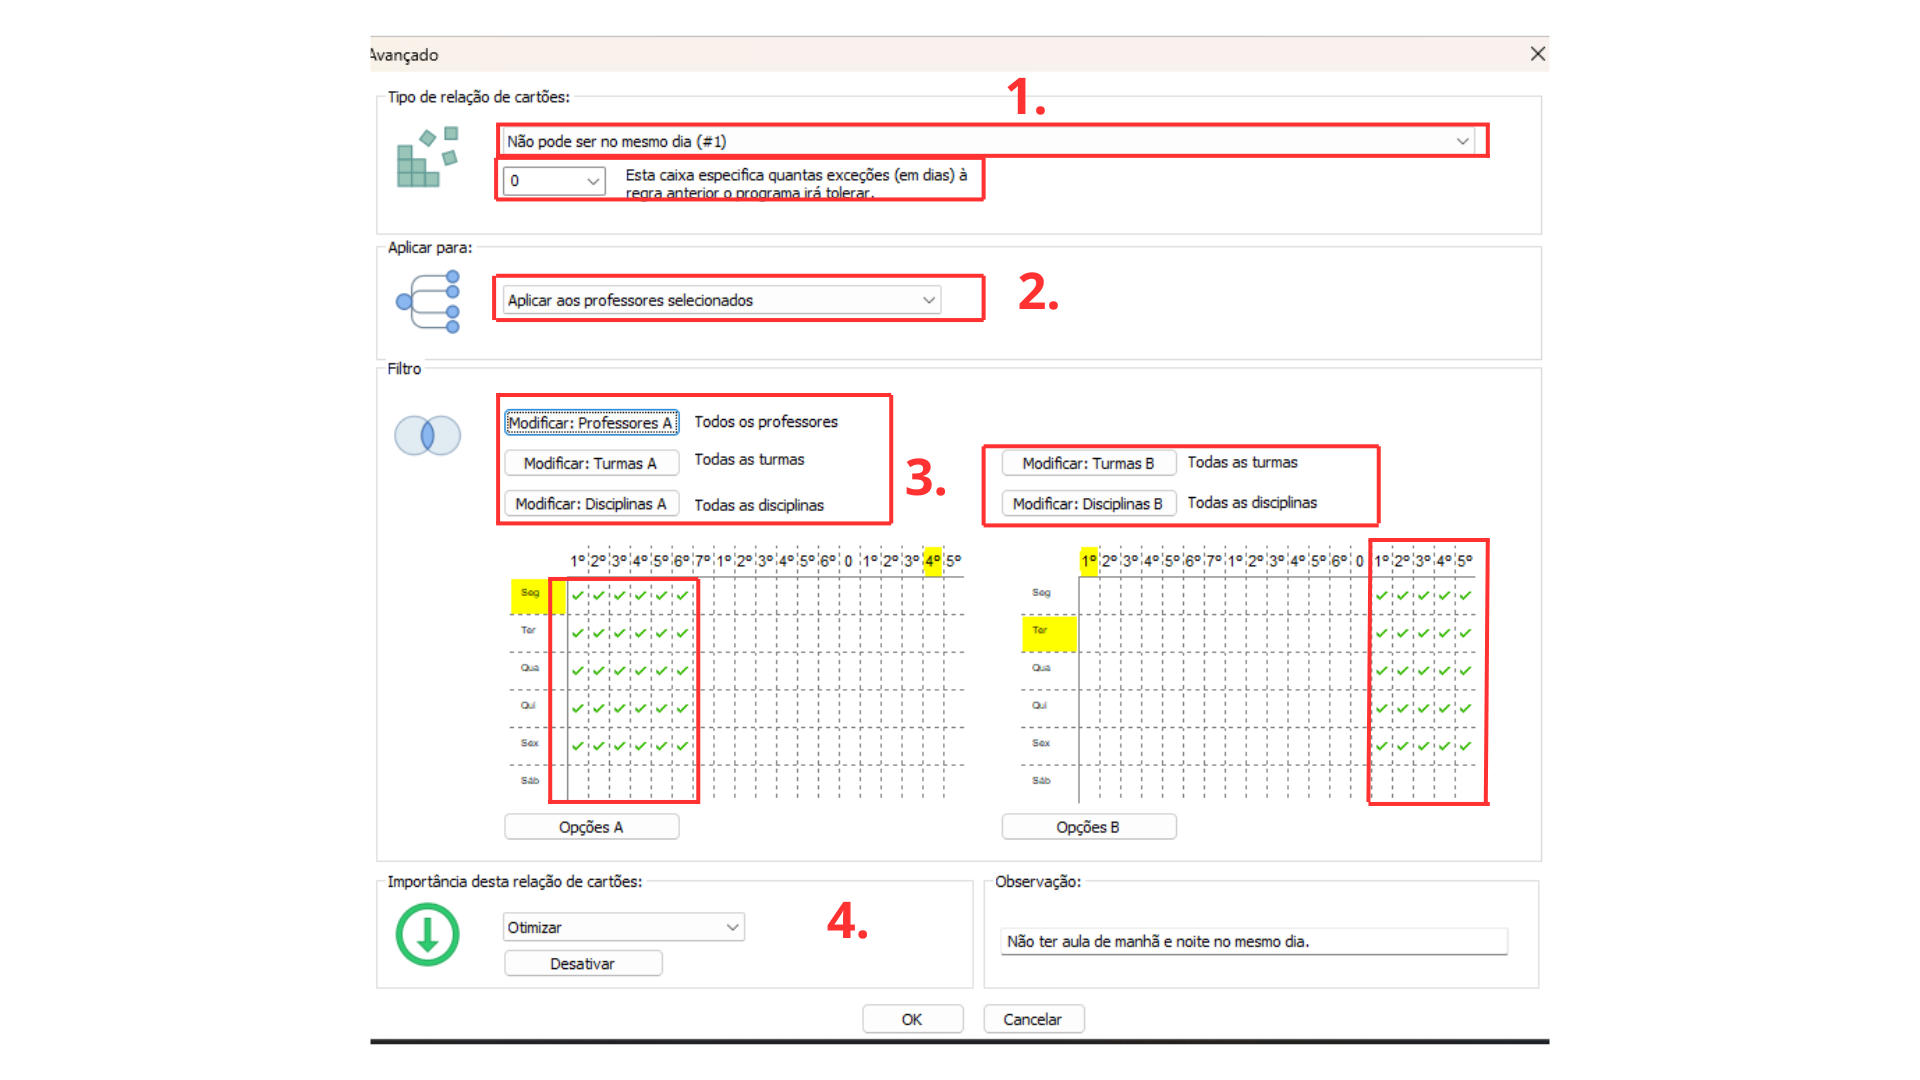 Avançado
Tipo de relação de cartões:
1.
Não pode ser no mesmo dia (#1)
0
Esta caixa especifica quantas exceções (em dias) à
regra anterior o programa irá tolerar.
Aplicar para:
Aplicar aos professores selecionados
2.
Filtro
Modificar: Professores A Todos os professores
Modificar: Turmas A Todas as turmas
Modificar: Disciplinas A Todas as disciplinas
3.
Modificar: Turmas B Todas as turmas
Modificar: Disciplinas B Todas as disciplinas
1º 2º 3º 4º 5º 6º 7º 1º 2º 3º 4º 5º 6º 0 1º 2º 3º 4º 5º
Seg
Ter
Qua
Qui
Sex
Sáb
Opções A
1º 2º 3º 4º 5º 6º 7º 1º 2º 3º 4º 5º 6º 0 1º 2º 3º 4º 5º
Seg
Ter
Qua
Qui
Sex
Sáb
Opções B
Importância desta relação de cartões:
Otimizar
Desativar
4.
Observação:
Não ter aula de manhã e noite no mesmo dia.
OK
Cancelar